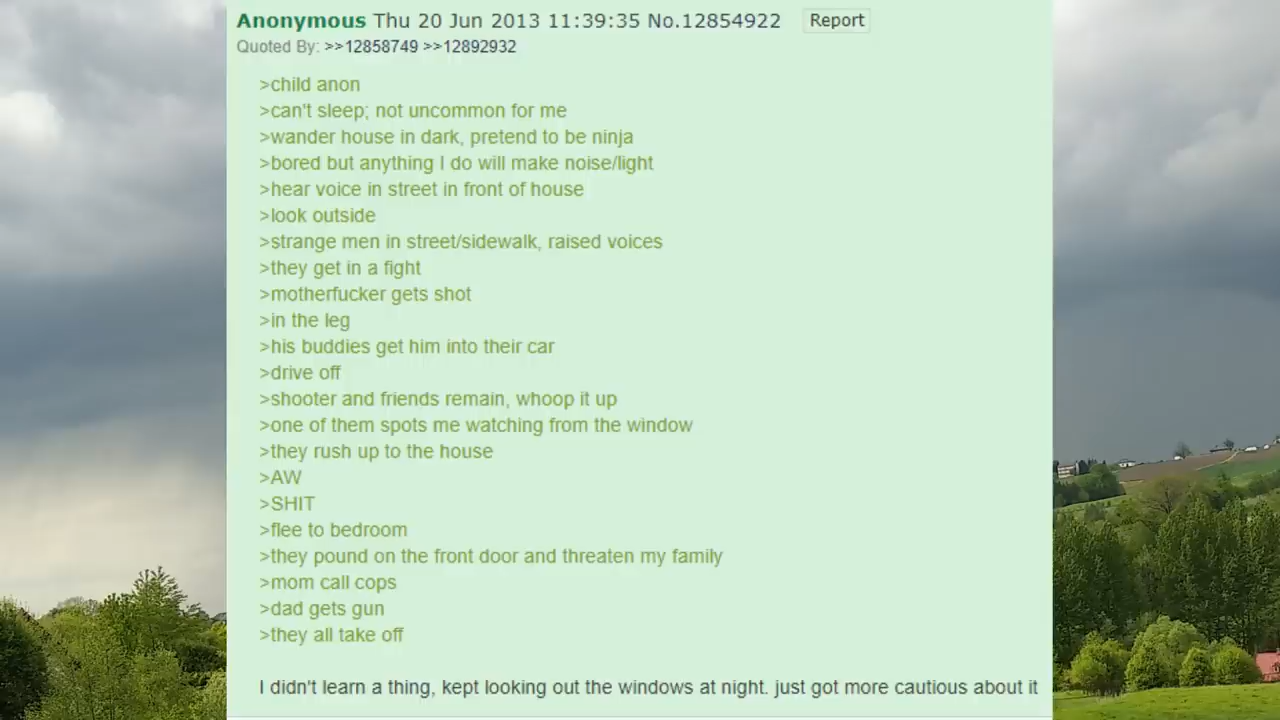 Anonymous Thu 20 Jun 2013 11:39:35 No.12854922 Report
Quoted By: >>12858749 >>12892932
>child anon
>can't sleep; not uncommon for me
>wander house in dark, pretend to be ninja
>bored but anything I do will make noise/light
>hear voice in street in front of house
>look outside
>strange men in street/sidewalk, raised voices
>they get in a fight
>motherfucker gets shot
>in the leg
>his buddies get him into their car
>drive off
>shooter and friends remain, whoop it up
>one of them spots me watching from the window
>they rush up to the house
>AW
>SHIT
>flee to bedroom
>they pound on the front door and threaten my family
>mom call cops
>dad gets gun
>they all take off
I didn't learn a thing, kept looking out the windows at night. just got more cautious about it